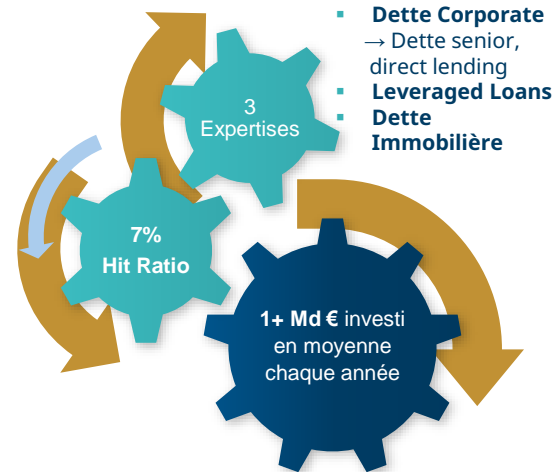 ▪ Dette Corporate
→ Dette senior,
direct lending
▪ Leveraged Loans
▪ Dette
Immobilière
3
Expertises
7%
Hit Ratio
1+ Md € investi
en moyenne
chaque année